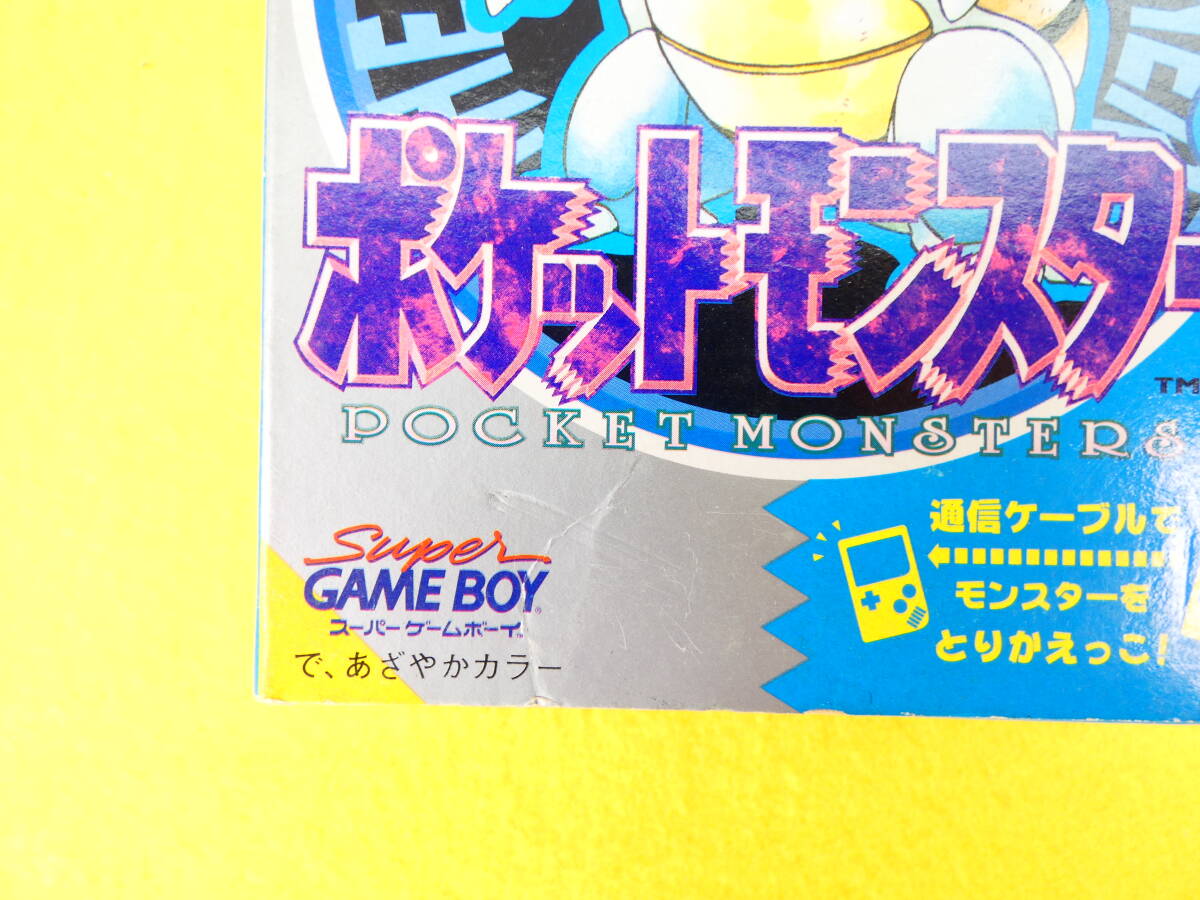 ポケットモンスター
TM
POCKET MONSTERS
Super
GAME BOY
スーパーゲームボーイ
で、あざやかカラー
通信ケーブルで
モンスターを
とりかえっこ!